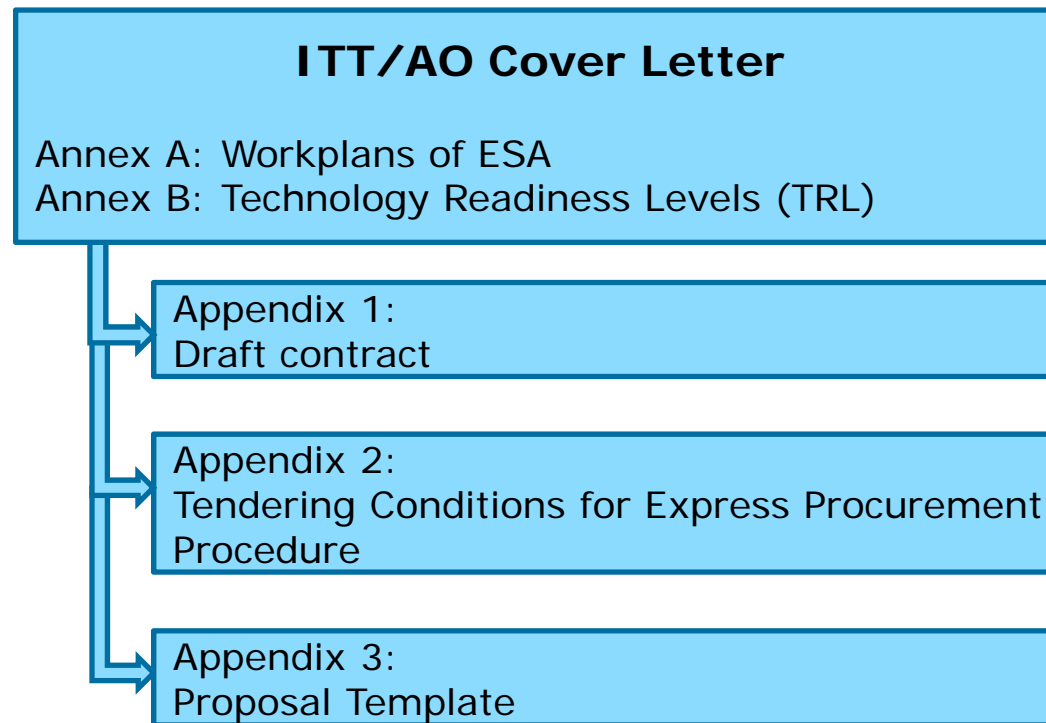 ITT/AO Cover Letter
Annex A: Workplans of ESA
Annex B: Technology Readiness Levels (TRL)
Appendix 1:
Draft contract
Appendix 2:
Tendering Conditions for Express Procurement
Procedure
Appendix 3:
Proposal Template